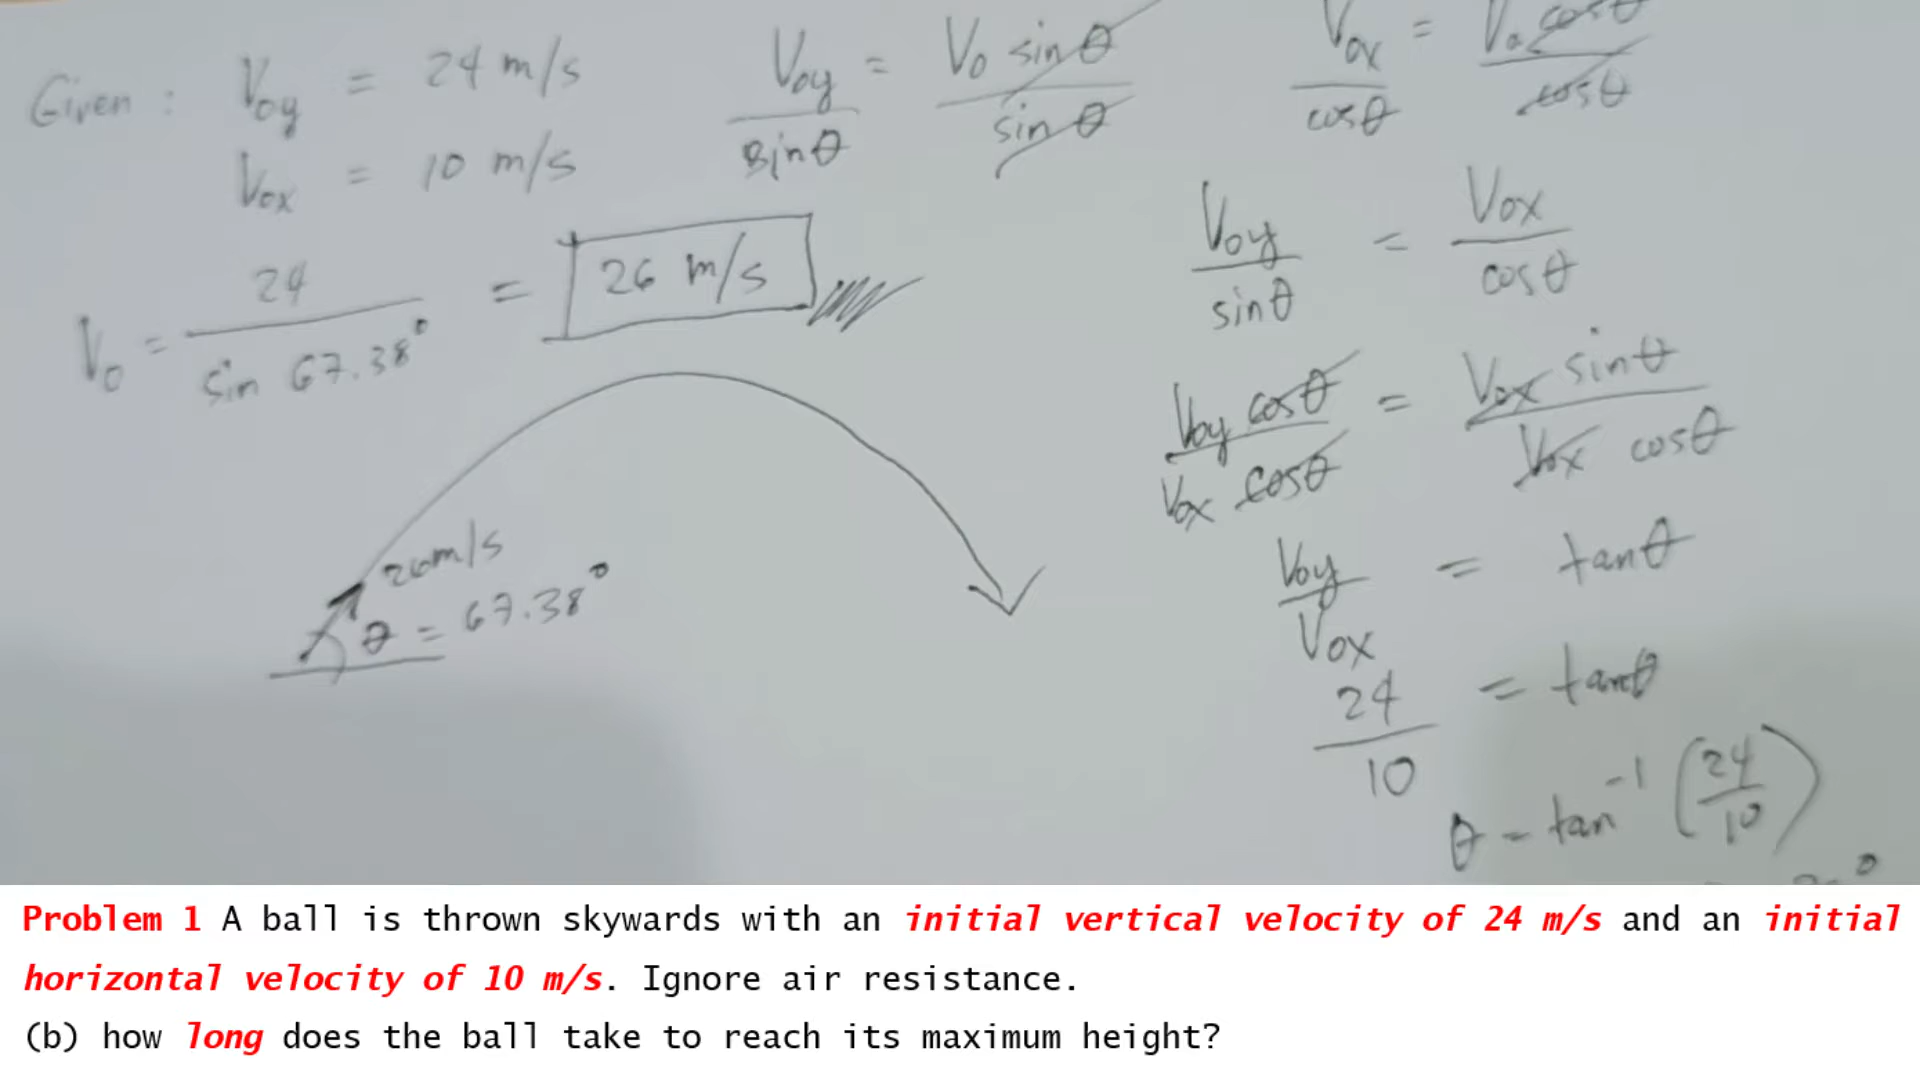 Given : Voy = 24 m/s
Vox = 10 m/s
Vo = 24 / sin 67.38° = 26 m/s
26 m/s
θ = 67.38°
Voy / sinθ = Vo sinθ / sinθ
Vox / cosθ = Vo cosθ / cosθ
Voy / sinθ = Vox / cosθ
Voy cosθ / Vox cosθ = Vox sinθ / Vox cosθ
Voy / Vox = tanθ
24 / 10 = tanθ
θ = tan⁻¹ (24/10)
Problem 1 A ball is thrown skywards with an initial vertical velocity of 24 m/s and an initial
horizontal velocity of 10 m/s. Ignore air resistance.
(b) how long does the ball take to reach its maximum height?